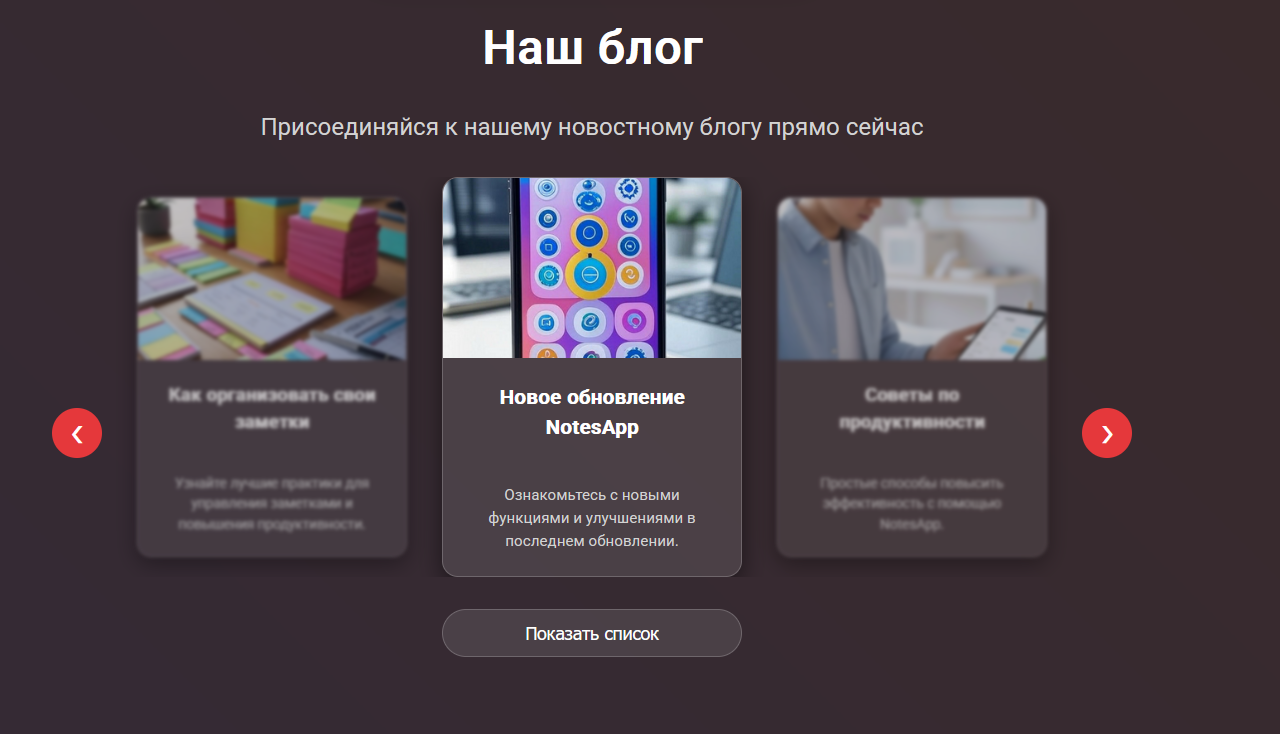 Наш блог
Присоединяйся к нашему новостному блогу прямо сейчас
Как организовать свои
заметки
Узнайте лучшие практики для
управления заметками и
повышения продуктивности.
Новое обновление
NotesApp
Ознакомьтесь с новыми
функциями и улучшениями в
последнем обновлении.
Советы по
продуктивности
Простые способы повысить
эффективность с помощью
NotesApp.
Показать список